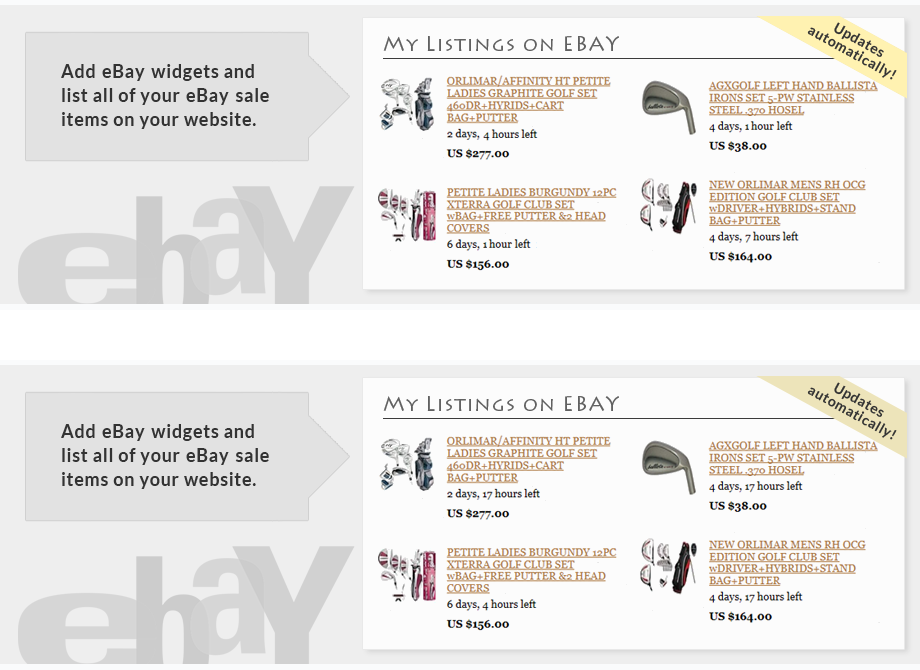 Add eBay widgets and
list all of your eBay sale
items on your website.
ebaY
My Listings on EBAY
Updates
automatically!
ORLIMAR/AFFINITY HT PETITE
LADIES GRAPHITE GOLF SET
460DR+HYRIDS+CART
BAG+PUTTER
2 days, 4 hours left
US $277.00
AGXGOLF LEFT HAND BALLISTA
IRONS SET 5-PW STAINLESS
STEEL .370 HOSEL
4 days, 1 hour left
US $38.00
PETITE LADIES BURGUNDY 12PC
XTERRA GOLF CLUB SET
wBAG+FREE PUTTER &2 HEAD
COVERS
6 days, 1 hour left
US $156.00
NEW ORLIMAR MENS RH OCG
EDITION GOLF CLUB SET
wDRIVER+HYBRIDS+STAND
BAG+PUTTER
4 days, 7 hours left
US $164.00
Add eBay widgets and
list all of your eBay sale
items on your website.
ebaY
My Listings on EBAY
Updates
automatically!
ORLIMAR/AFFINITY HT PETITE
LADIES GRAPHITE GOLF SET
460DR+HYRIDS+CART
BAG+PUTTER
2 days, 17 hours left
US $277.00
AGXGOLF LEFT HAND BALLISTA
IRONS SET 5-PW STAINLESS
STEEL .370 HOSEL
4 days, 17 hours left
US $38.00
PETITE LADIES BURGUNDY 12PC
XTERRA GOLF CLUB SET
wBAG+FREE PUTTER &2 HEAD
COVERS
6 days, 4 hours left
US $156.00
NEW ORLIMAR MENS RH OCG
EDITION GOLF CLUB SET
wDRIVER+HYBRIDS+STAND
BAG+PUTTER
4 days, 17 hours left
US $164.00